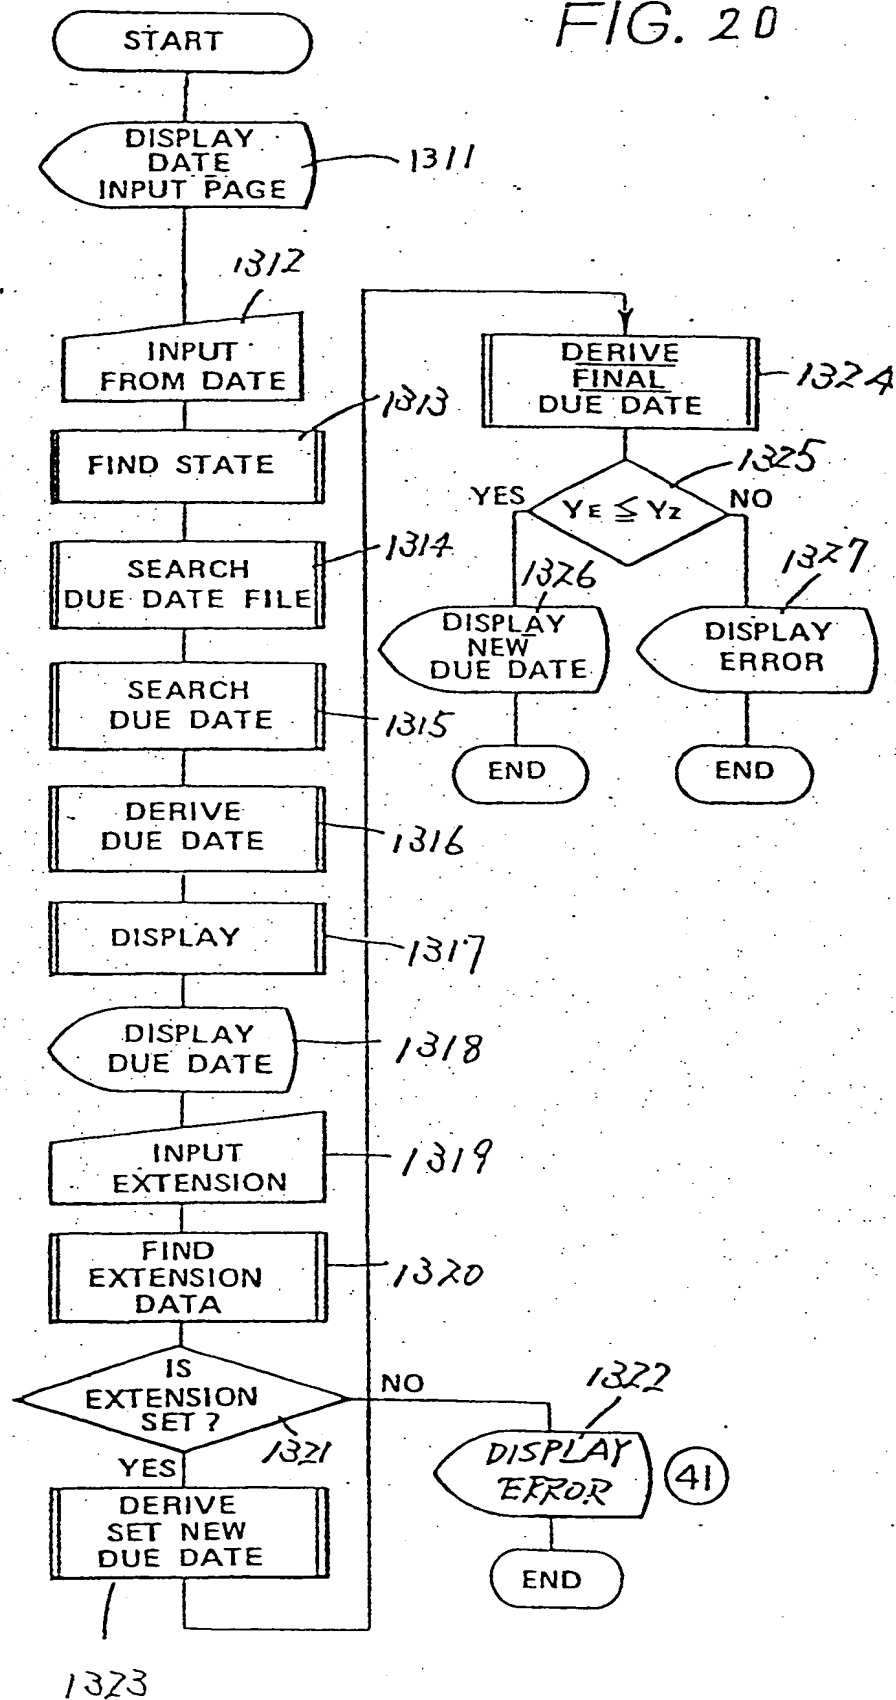 FIG. 20
START
DISPLAY
DATE
INPUT PAGE
1311
1312
INPUT
FROM DATE
1313
FIND STATE
1314
SEARCH
DUE DATE FILE
SEARCH
DUE DATE
1315
DERIVE
DUE DATE
1316
DISPLAY
1317
DISPLAY
DUE DATE
1318
INPUT
EXTENSION
1319
FIND
EXTENSION
DATA
1320
IS
EXTENSION
SET?
1321
NO
YES
1322
DISPLAY
ERROR
41
END
DERIVE
SET NEW
DUE DATE
1323
DERIVE
FINAL
DUE DATE
1324
1325
YE ≦ YZ
YES
NO
1326
DISPLAY
NEW
DUE DATE
END
1327
DISPLAY
ERROR
END